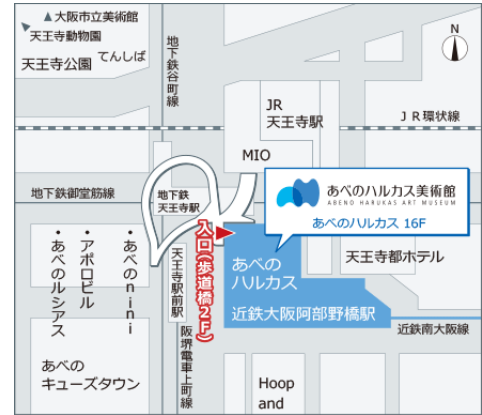 ▲大阪市立美術館
天王寺動物園
天王寺公園
てんしば
地下鉄谷町線
N
JR
天王寺駅
JR環状線
MIO
地下鉄御堂筋線
地下鉄
天王寺駅
あべのハルカス美術館
ABENO HARUKAS ART MUSEUM
あべのハルカス 16F
入口(歩道橋2F)
・あべのnini
・アポロビル
・あべのルシアス
天王寺駅前駅
あべの
ハルカス
近鉄大阪阿部野橋駅
天王寺都ホテル
近鉄南大阪線
阪堺電車上町線
あべの
キューズタウン
Hoop
and